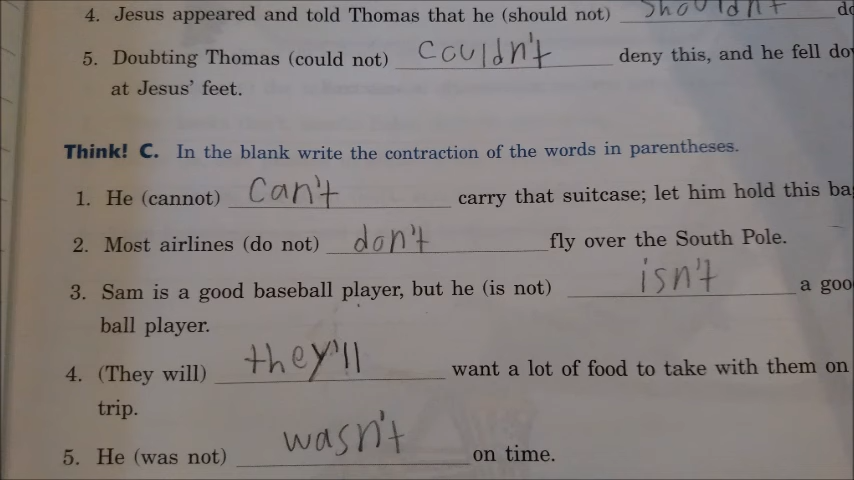 4. Jesus appeared and told Thomas that he (should not) shouldn't
5. Doubting Thomas (could not) couldn't deny this, and he fell
at Jesus' feet.
Think! C. In the blank write the contraction of the words in parentheses.
1. He (cannot) can't carry that suitcase; let him hold this
2. Most airlines (do not) don't fly over the South Pole.
3. Sam is a good baseball player, but he (is not) isn't a
ball player.
4. (They will) they'll want a lot of food to take with them on
trip.
5. He (was not) wasn't on time.